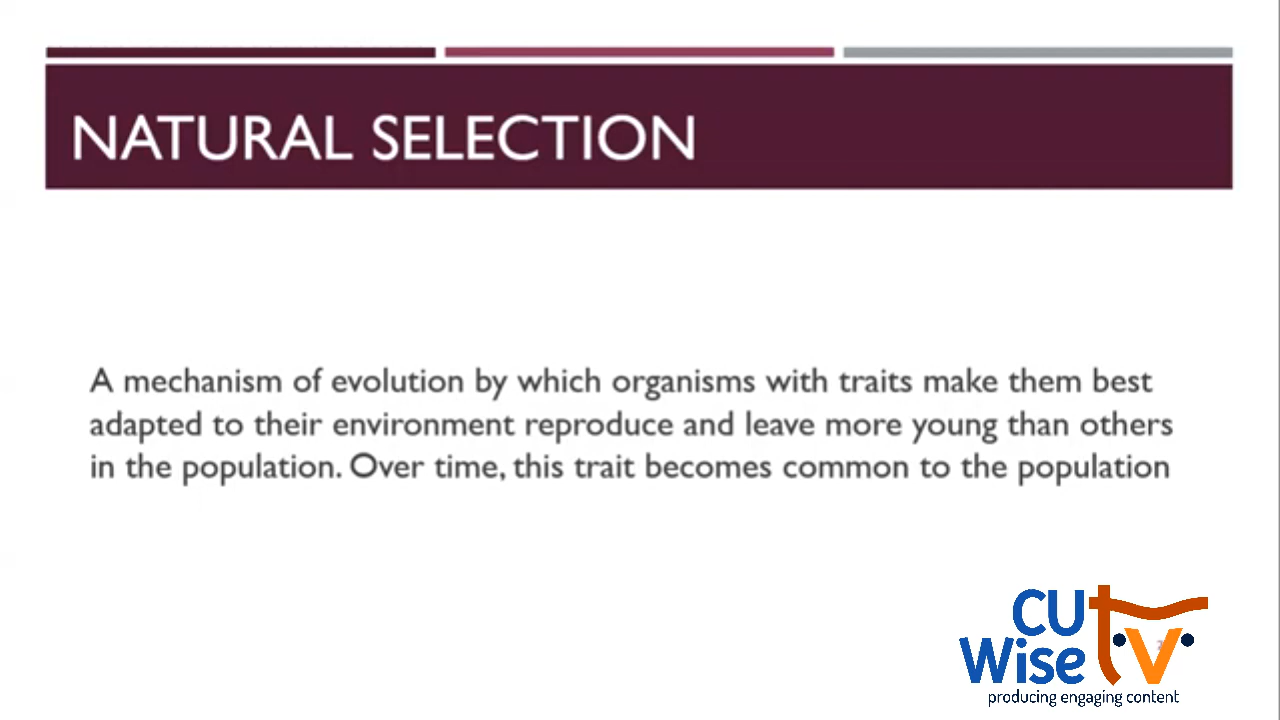 NATURAL SELECTION
A mechanism of evolution by which organisms with traits make them best
adapted to their environment reproduce and leave more young than others
in the population. Over time, this trait becomes common to the population
CU tv
Wise
producing engaging content